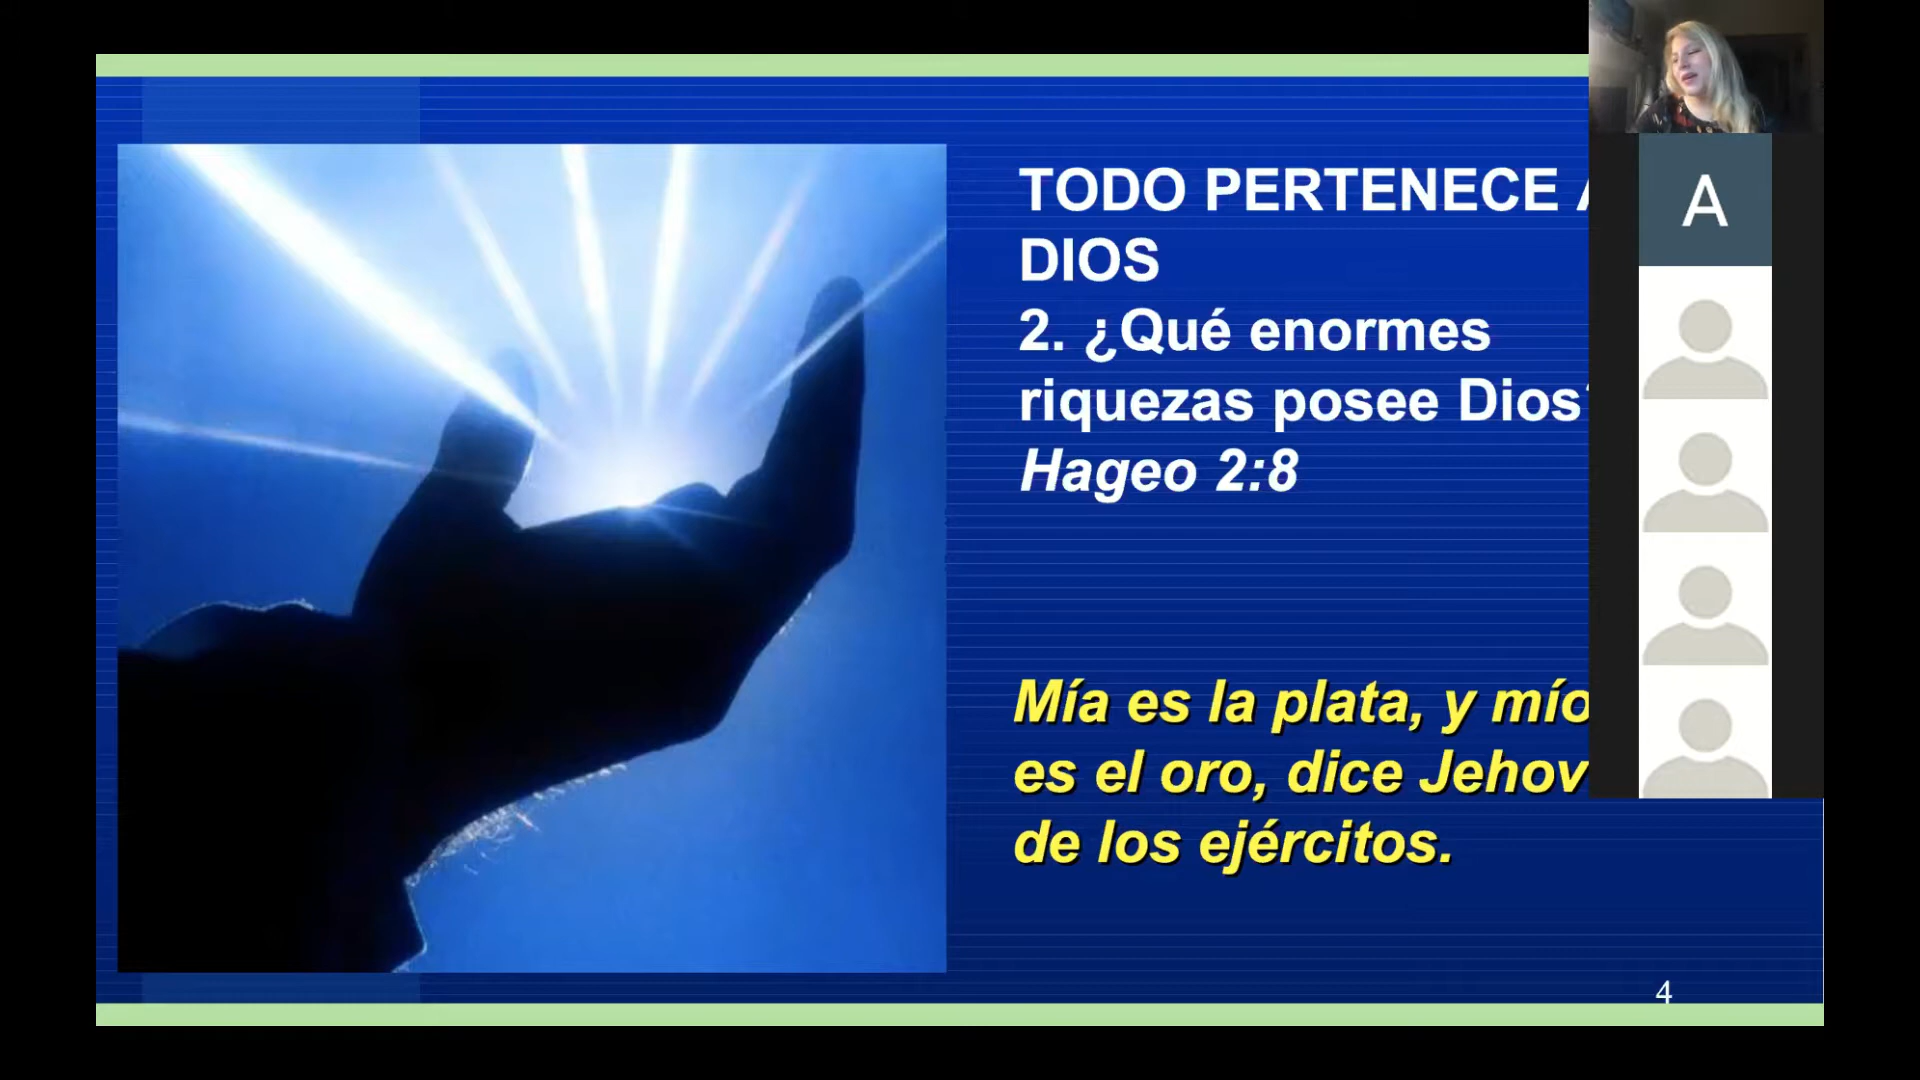 TODO PERTENECE A
DIOS
2. ¿Qué enormes
riquezas posee Dios?
Hageo 2:8
Mía es la plata, y mío
es el oro, dice Jehov
de los ejércitos.
4
A